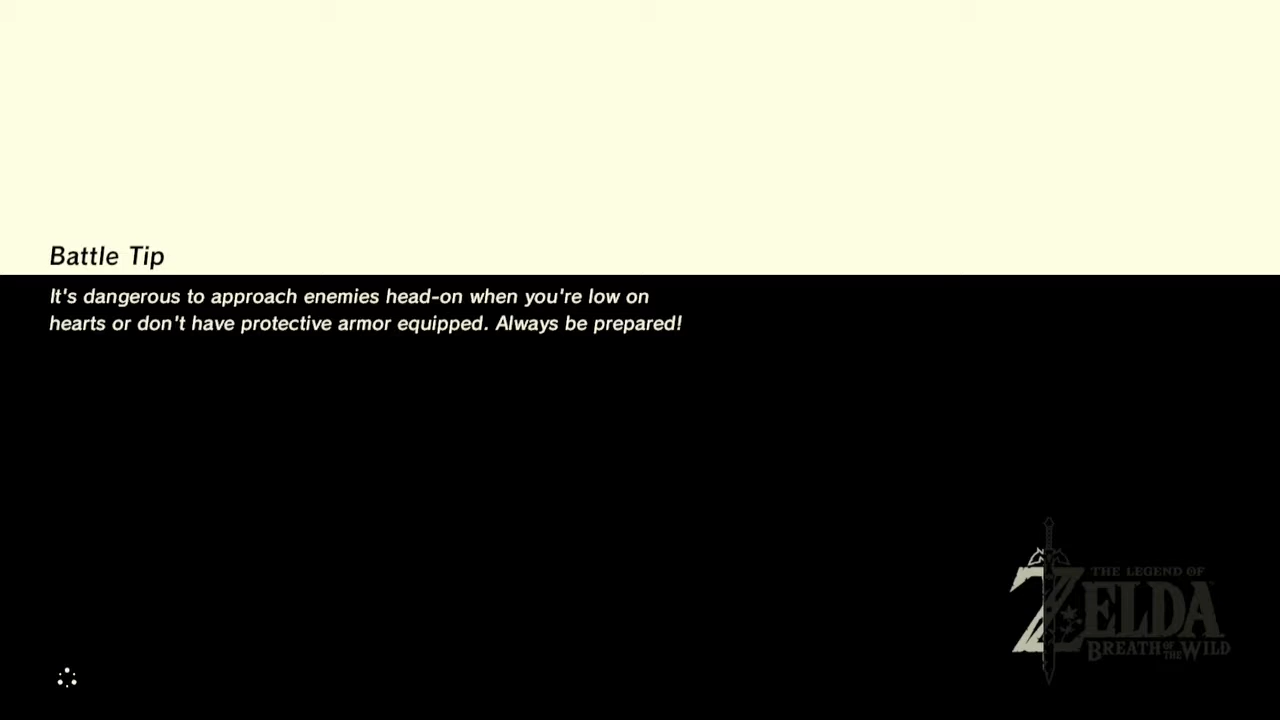 Battle Tip
It's dangerous to approach enemies head-on when you're low on
hearts or don't have protective armor equipped. Always be prepared!
THE LEGEND OF
ZELDA
BREATH OF THE WILD